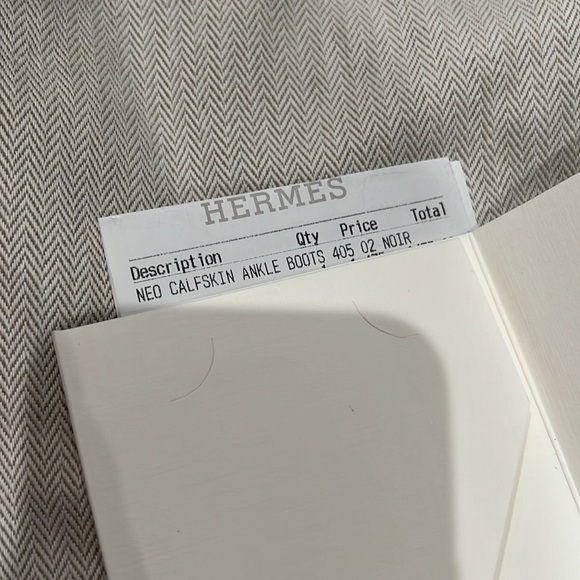 HERMES
Description Qty Price Total
NEO CALFSKIN ANKLE BOOTS 405 02 NOIR